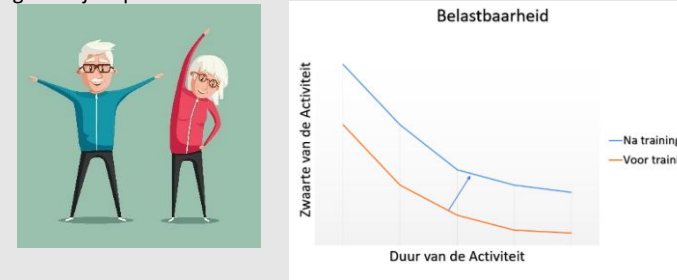 Belastbaarheid
Zwaarte van de Activiteit
Na training
Voor
Duur van de Activiteit